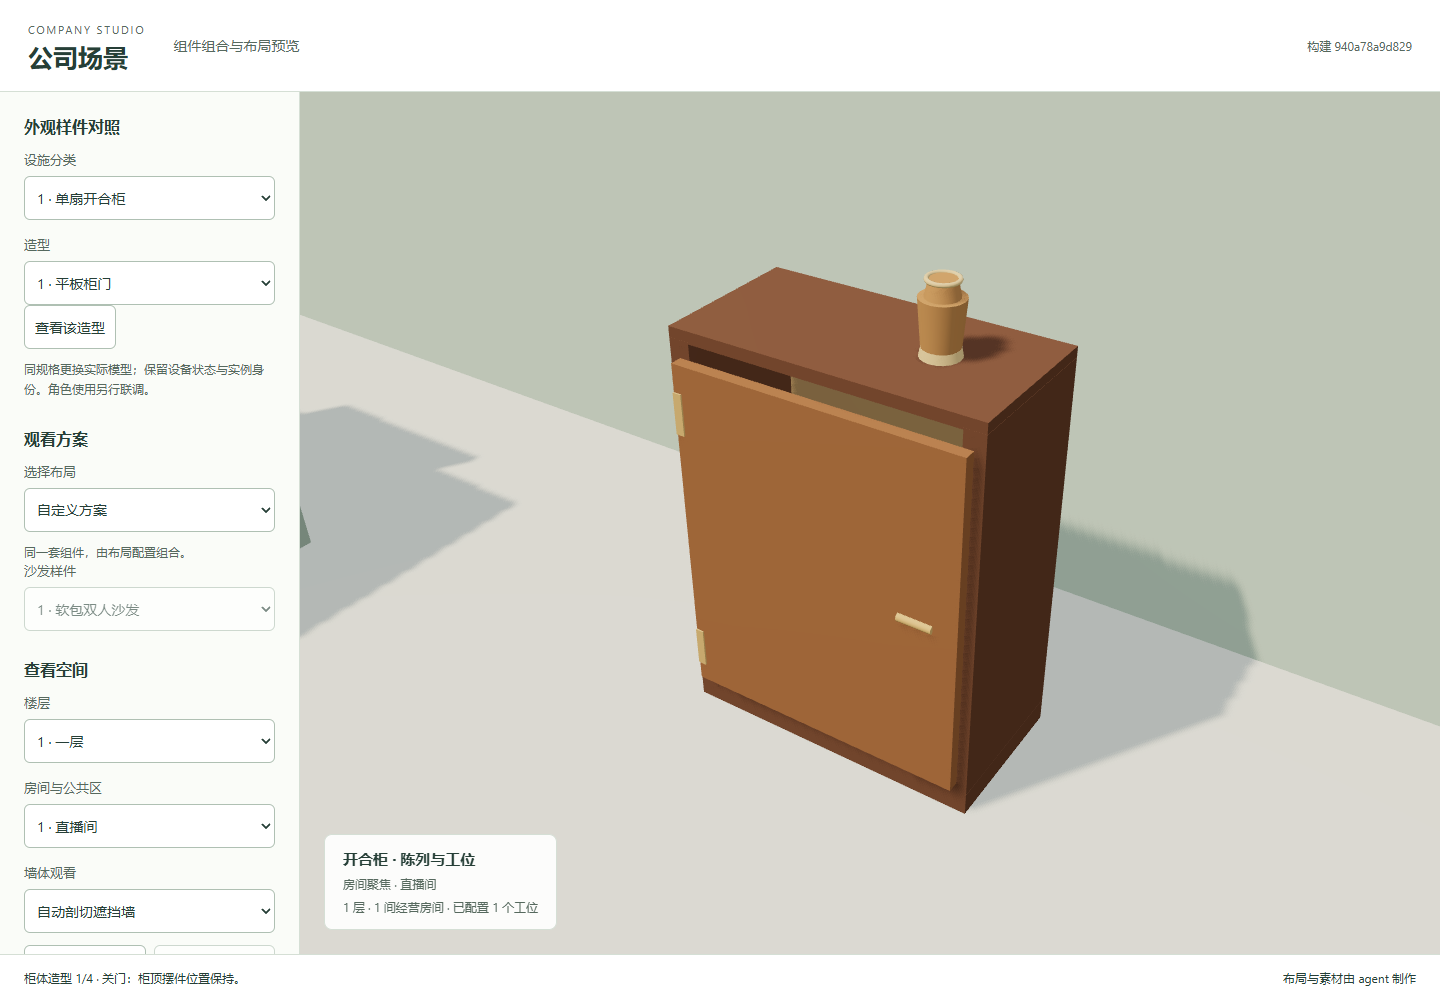 COMPANY STUDIO
公司场景
组件组合与布局预览
构建 940a78a9d829
外观样件对照
设施分类
1 · 单扇开合柜
造型
1 · 平板柜门
查看该造型
同规格更换实际模型；保留设备状态与实例身
份。角色使用另行联调。
观看方案
选择布局
自定义方案
同一套组件，由布局配置组合。
沙发样件
1 · 软包双人沙发
查看空间
楼层
1 · 一层
房间与公共区
1 · 直播间
墙体观看
自动剖切遮挡墙
开合柜 · 陈列与工位
房间聚焦 · 直播间
1 层 · 1 间经营房间 · 已配置 1 个工位
柜体造型 1/4 · 关门：柜顶摆件位置保持。
布局与素材由 agent 制作